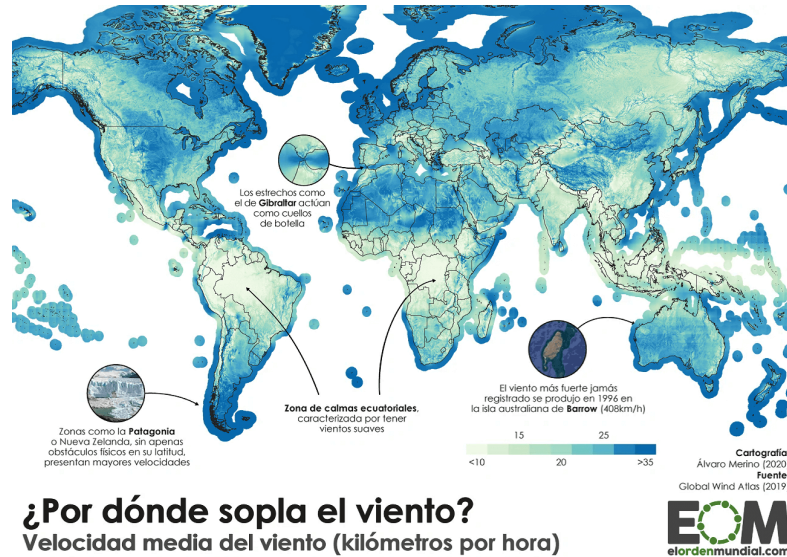 Los estrechos como
el de Gibraltar actúan
como cuellos
de botella
El viento más fuerte jamás
registrado se produjo en 1996 en
la isla australiana de Barrow (408km/h)
Zona de calmas ecuatoriales,
caracterizada por tener
vientos suaves
Zonas como la Patagonia
o Nueva Zelanda, sin apenas
obstáculos físicos en su latitud,
presentan mayores velocidades
15 25
<10 20 >35
Cartografía
Álvaro Merino (2020
Fuente
Global Wind Atlas (2019
¿Por dónde sopla el viento?
Velocidad media del viento (kilómetros por hora)
EOM
elordenmundial.com